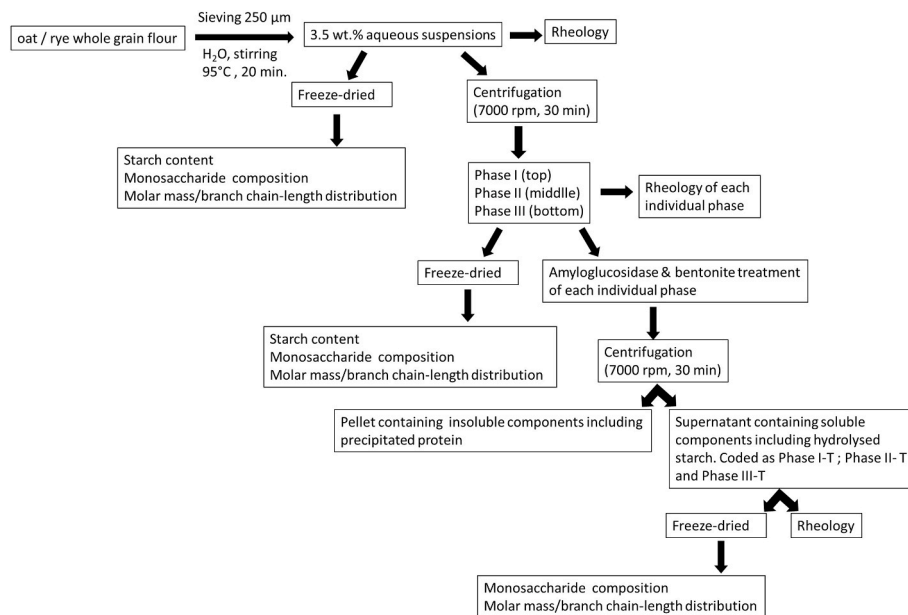 Sieving 250 µm
oat / rye whole grain flour
H2O, stirring
95°C , 20 min.
3.5 wt.% aqueous suspensions
Rheology
Freeze-dried
Centrifugation
(7000 rpm, 30 min)
Starch content
Monosaccharide composition
Molar mass/branch chain-length distribution
Phase I (top)
Phase II (middlle)
Phase III (bottom)
Rheology of each
individual phase
Freeze-dried
Amyloglucosidase & bentonite treatment
of each individual phase
Starch content
Monosaccharide composition
Molar mass/branch chain-length distribution
Centrifugation
(7000 rpm, 30 min)
Pellet containing insoluble components including
precipitated protein
Supernatant containing soluble
components including hydrolysed
starch. Coded as Phase I-T ; Phase II- T
and Phase III-T
Freeze-dried
Rheology
Monosaccharide composition
Molar mass/branch chain-length distribution